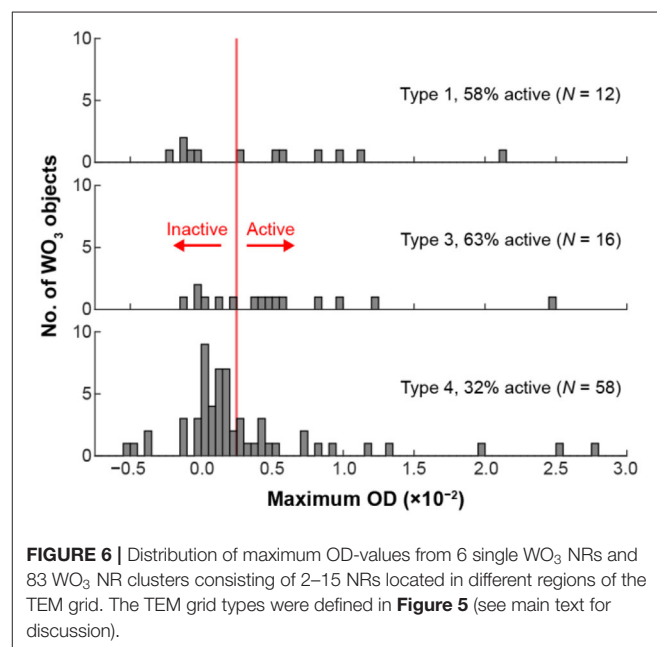 10
Type 1, 58% active (N = 12)
5
0
10
Inactive Active
Type 3, 63% active (N = 16)
5
0
10
Type 4, 32% active (N = 58)
5
0
No. of WO₃ objects
−0.5 0.0 0.5 1.0 1.5 2.0 2.5 3.0
Maximum OD (×10⁻²)
FIGURE 6 | Distribution of maximum OD-values from 6 single WO₃ NRs and
83 WO₃ NR clusters consisting of 2–15 NRs located in different regions of the
TEM grid. The TEM grid types were defined in Figure 5 (see main text for
discussion).